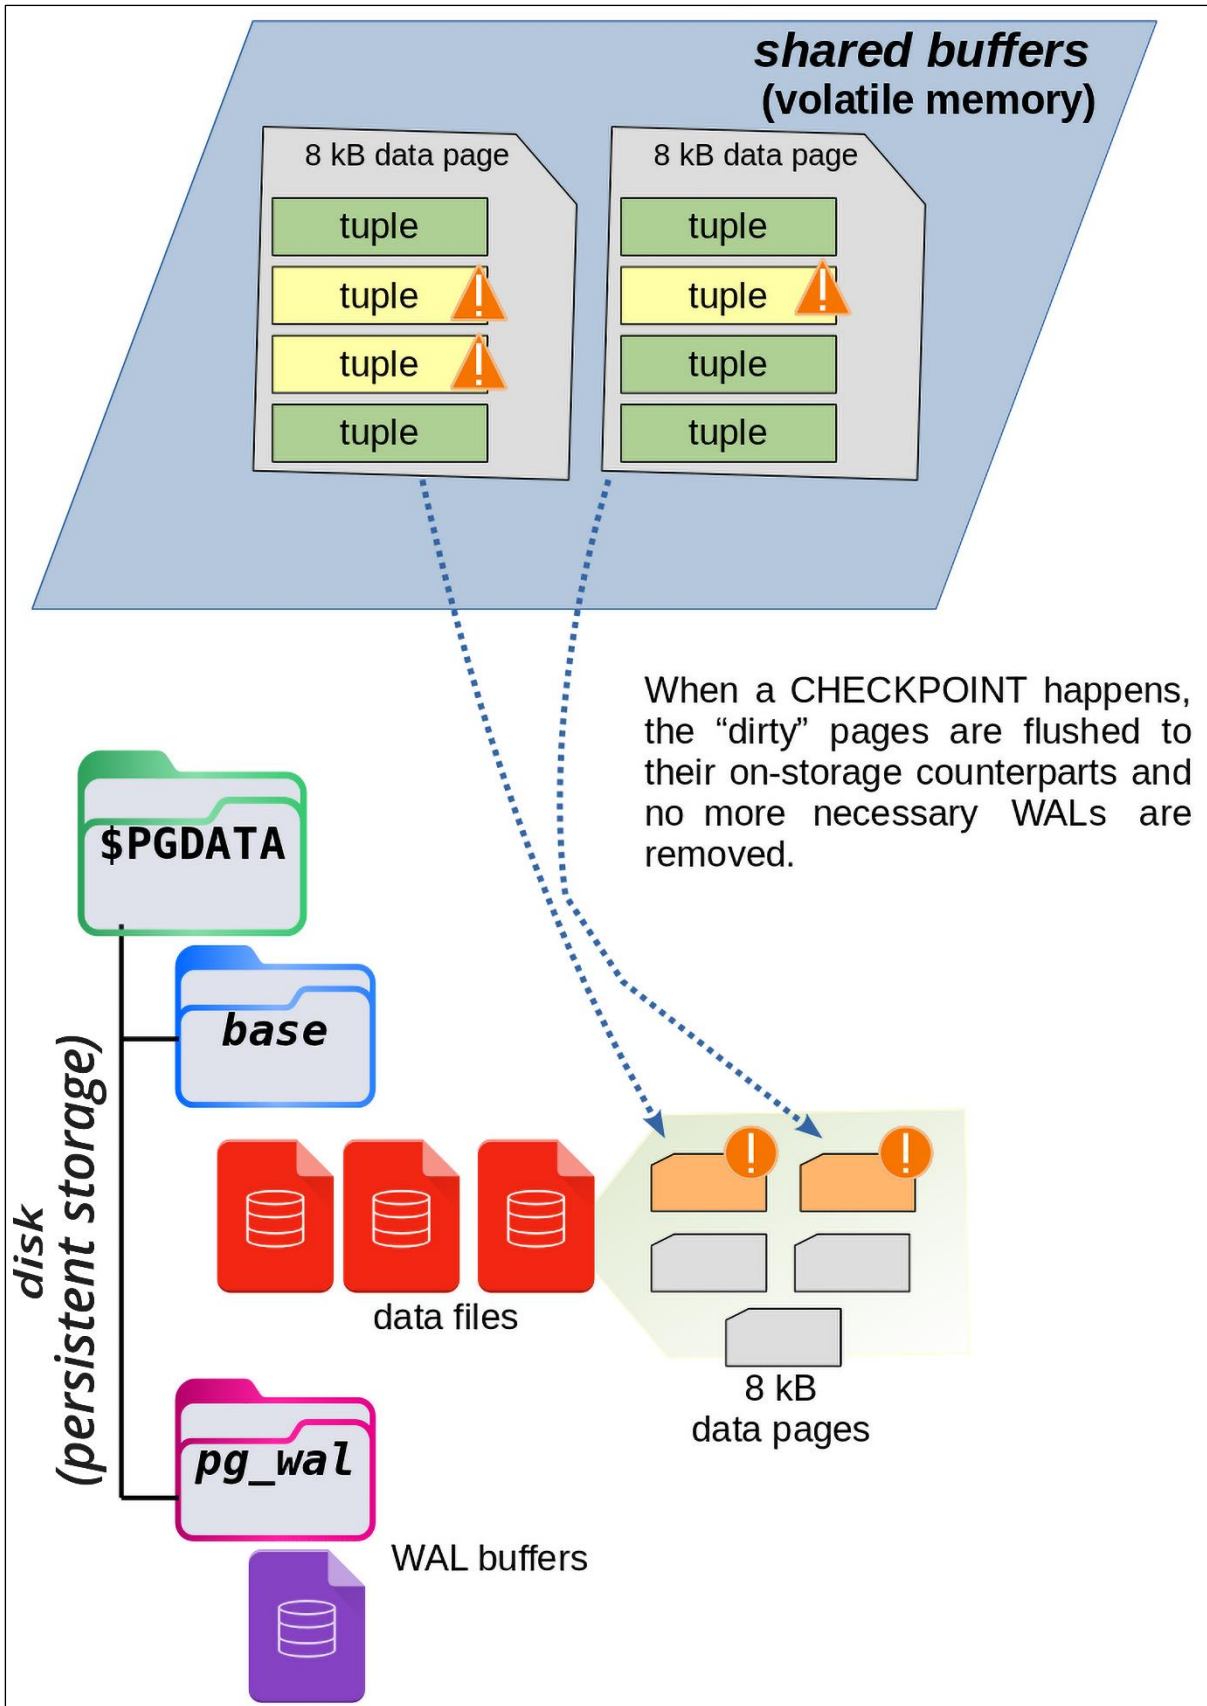 shared buffers
(volatile memory)
8 kB data page
tuple
tuple
tuple
tuple
8 kB data page
tuple
tuple
tuple
tuple
When a CHECKPOINT happens,
the “dirty” pages are flushed to
their on-storage counterparts and
no more necessary WALs are
removed.
$PGDATA
base
disk
(persistent storage)
data files
8 kB
data pages
pg_wal
WAL buffers